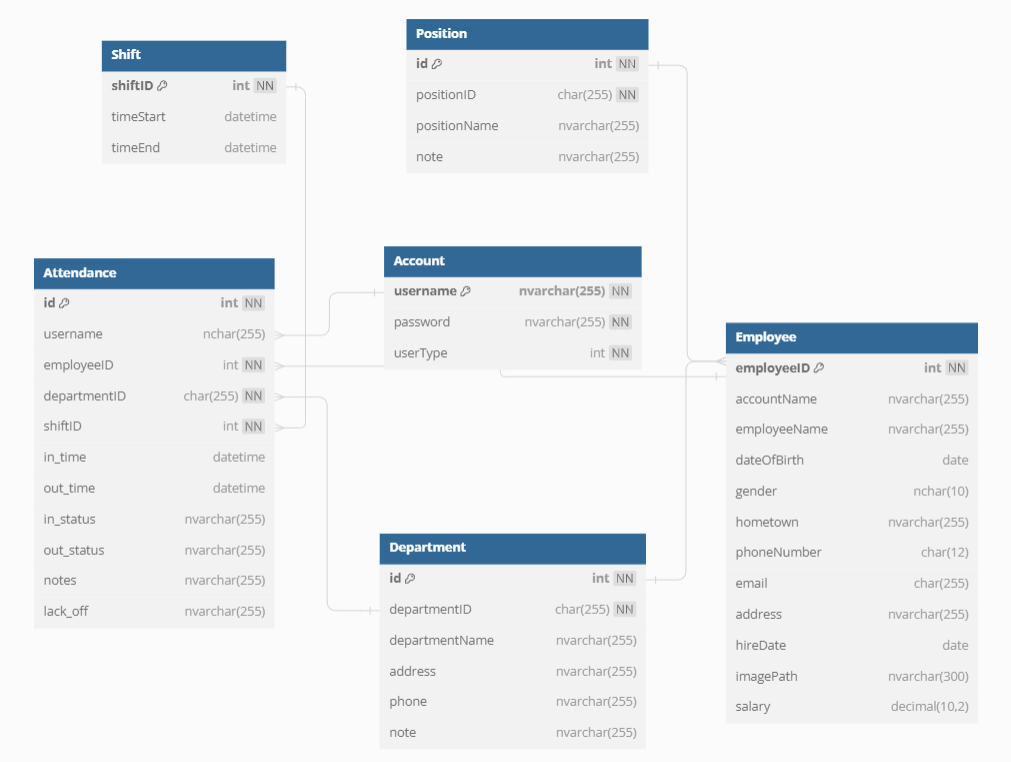 Shift
shiftID int NN
timeStart datetime
timeEnd datetime
Position
id int NN
positionID char(255) NN
positionName nvarchar(255)
note nvarchar(255)
Attendance
id int NN
username nchar(255)
employeeID int NN
departmentID char(255) NN
shiftID int NN
in_time datetime
out_time datetime
in_status nvarchar(255)
out_status nvarchar(255)
notes nvarchar(255)
lack_off nvarchar(255)
Account
username nvarchar(255) NN
password nvarchar(255) NN
userType int NN
Employee
employeeID int NN
accountName nvarchar(255)
employeeName nvarchar(255)
dateOfBirth date
gender nchar(10)
hometown nvarchar(255)
phoneNumber char(12)
email char(255)
address nvarchar(255)
hireDate date
imagePath nvarchar(300)
salary decimal(10,2)
Department
id int NN
departmentID char(255) NN
departmentName nvarchar(255)
address nvarchar(255)
phone nvarchar(255)
note nvarchar(255)